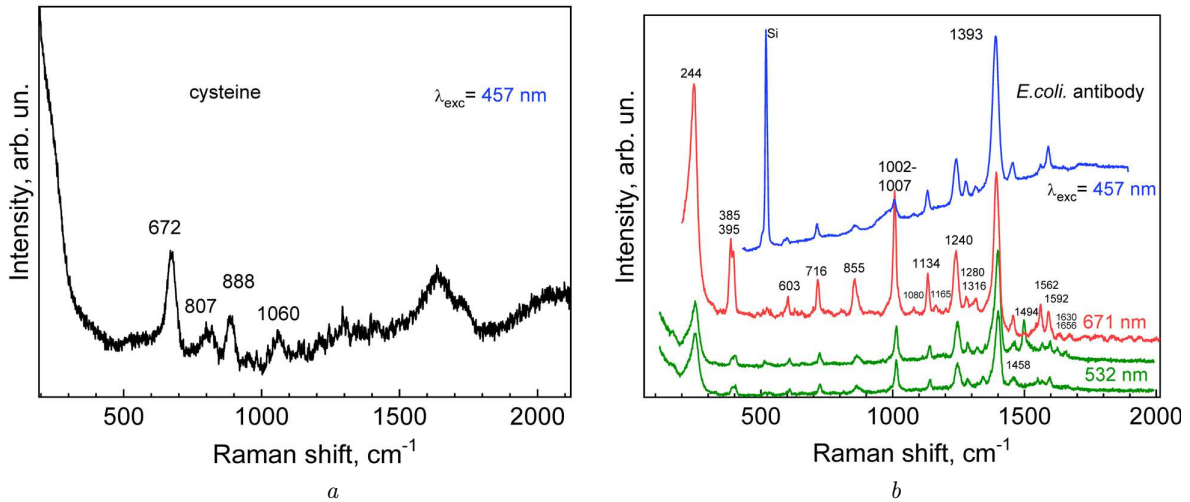 cysteine
λexc= 457 nm
672
807
888
1060
Intensity, arb. un.
500
1000
1500
2000
Raman shift, cm-1
a
Si
1393
244
E.coli. antibody
1002-
1007
λexc= 457 nm
385
395
603
716
855
1080
1134
1165
1240
1280
1316
1494
1562
1592
1630
1656
671 nm
1458
532 nm
Intensity, arb. un.
500
1000
1500
2000
Raman shift, cm-1
b